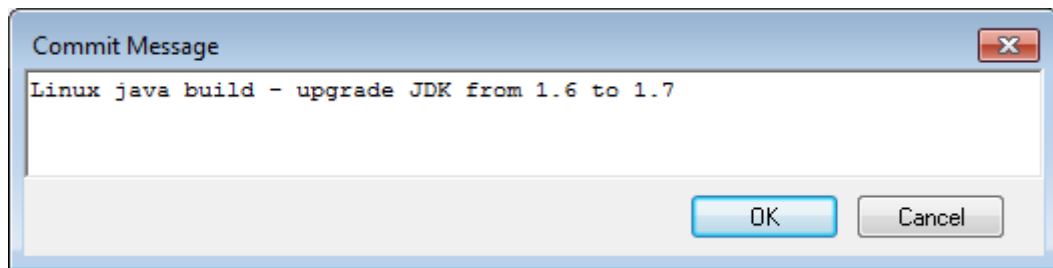 Commit Message
Linux java build - upgrade JDK from 1.6 to 1.7
OK
Cancel